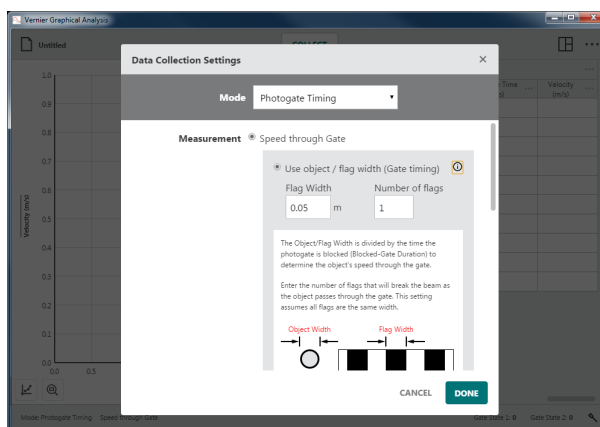 Vernier Graphical Analysis
Untitled
COLLECT
Data Collection Settings
×
Mode
Photogate Timing
Measurement
Speed through Gate
Use object / flag width (Gate timing)
Flag Width
Number of flags
0.05 m
1
The Object/Flag Width is divided by the time the
photogate is blocked (Blocked-Gate Duration) to
determine the object's speed through the gate.
Enter the number of flags that will break the beam as
the object passes through the gate. This setting
assumes all flags are the same width.
Object Width
Flag Width
CANCEL
DONE
Time
Velocity
(m/s)
Velocity (m/s)
1.0
0.9
0.8
0.7
0.6
0.5
0.4
0.3
0.2
0.1
0.0
0.0
0.5
Mode: Photogate Timing Speed through Gate
Gate State 1: 0 Gate State 2: 0